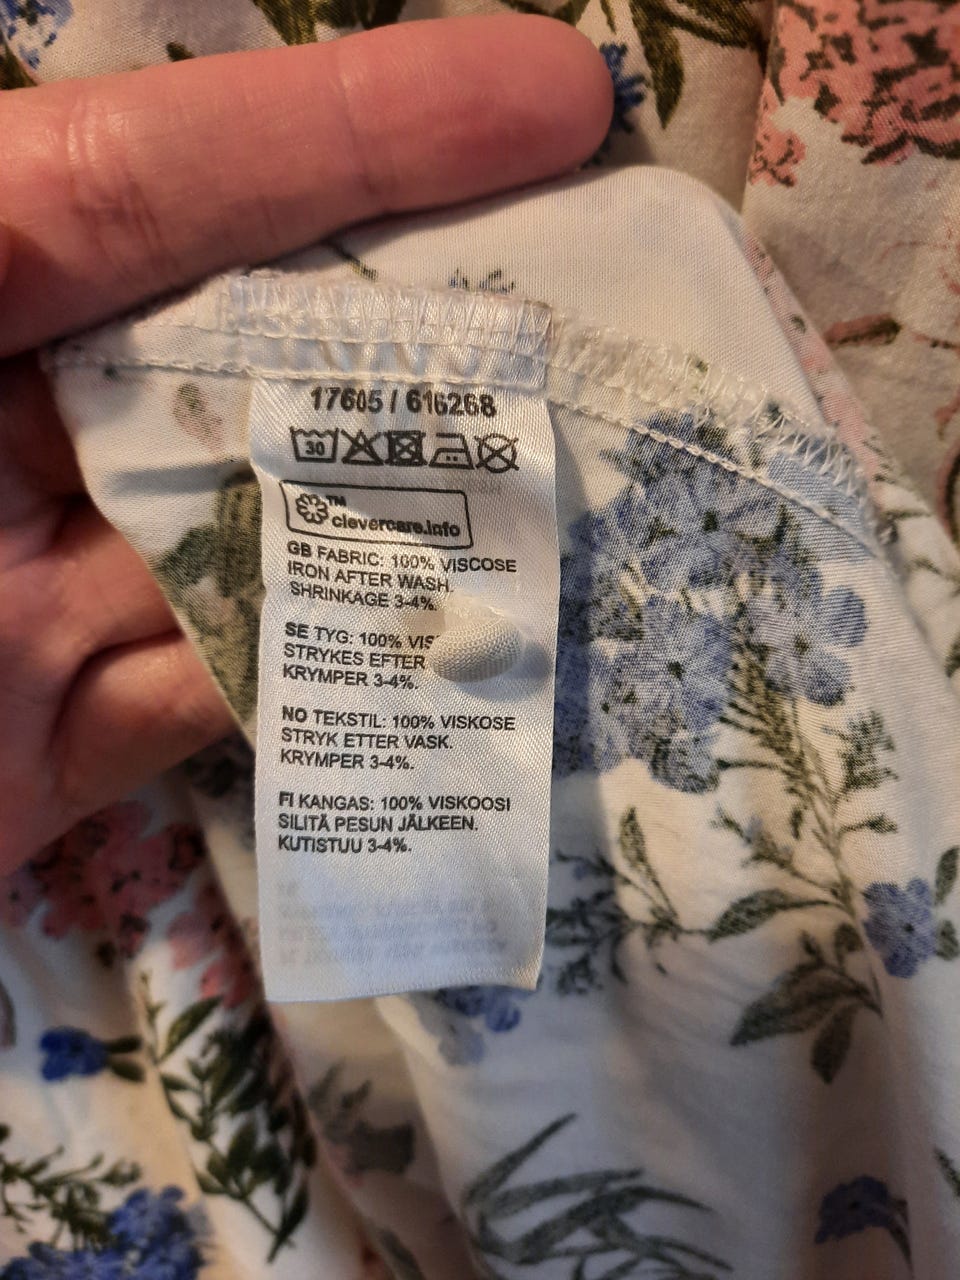 17605 / 616268
30
TM
clevercare.info
GB FABRIC: 100% VISCOSE
IRON AFTER WASH.
SHRINKAGE 3-4%.
SE TYG: 100%
STRYKES EFTER
KRYMPER 3-4%.
NO TEKSTIL: 100% VISKOSE
STRYK ETTER VASK.
KRYMPER 3-4%.
FI KANGAS: 100% VISKOOSI
SILITÄ PESUN JÄLKEEN.
KUTISTUU 3-4%.